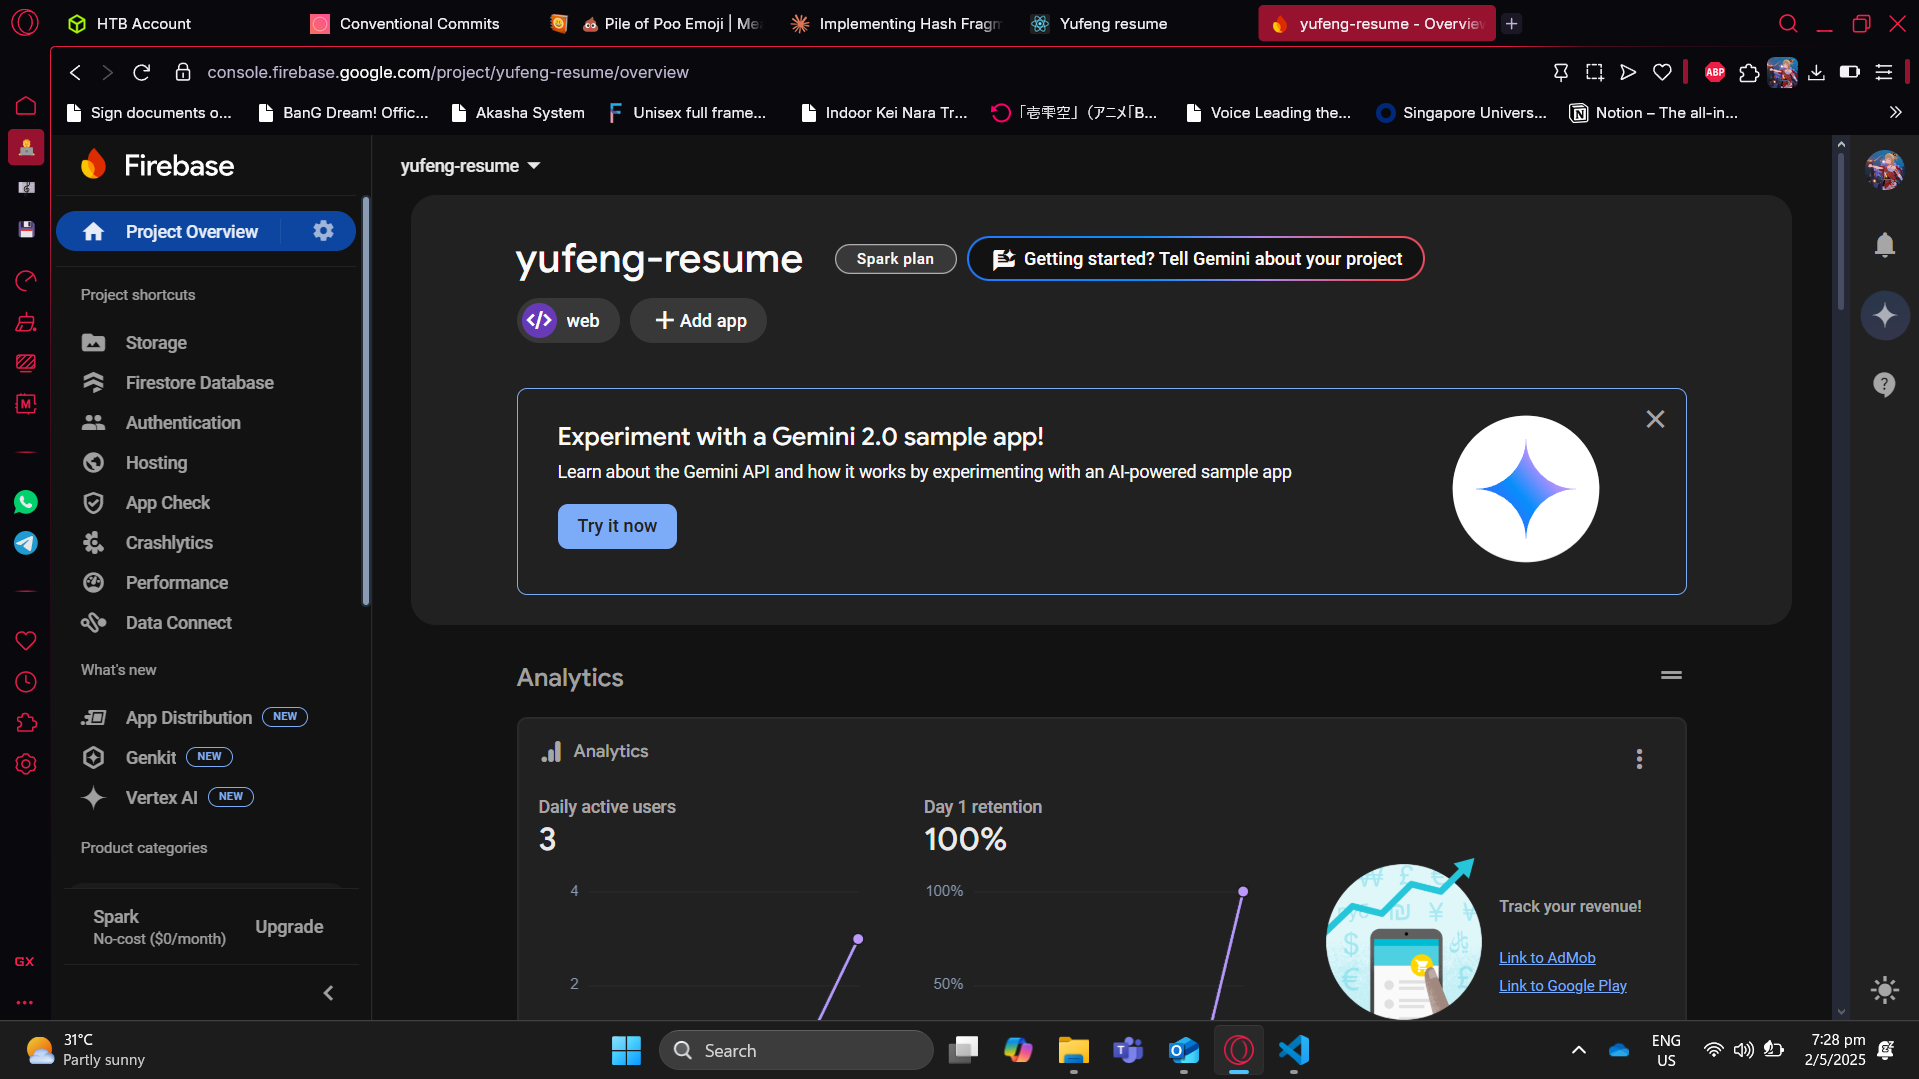 HTB Account
Conventional Commits
💩 Pile of Poo Emoji | Me
Implementing Hash Fragm
Yufeng resume
yufeng-resume - Overvie
console.firebase.google.com/project/yufeng-resume/overview
ABP
Sign documents o...
BanG Dream! Offic...
Akasha System
Unisex full frame...
Indoor Kei Nara Tr...
「壱雫空」（アニメ「B...
Voice Leading the...
Singapore Univers...
Notion – The all-in...
Firebase
yufeng-resume
Project Overview
yufeng-resume
Spark plan
Getting started? Tell Gemini about your project
web
Add app
Project shortcuts
Storage
Firestore Database
Authentication
Hosting
App Check
Crashlytics
Performance
Data Connect
What's new
App Distribution NEW
Genkit NEW
Vertex AI NEW
Product categories
Spark
No-cost ($0/month)
Upgrade
Experiment with a Gemini 2.0 sample app!
Learn about the Gemini API and how it works by experimenting with an AI-powered sample app
Try it now
Analytics
Analytics
Daily active users
3
4
2
Day 1 retention
100%
100%
50%
Track your revenue!
Link to AdMob
Link to Google Play
M
GX
31°C
Partly sunny
Search
ENG
US
7:28 pm
2/5/2025